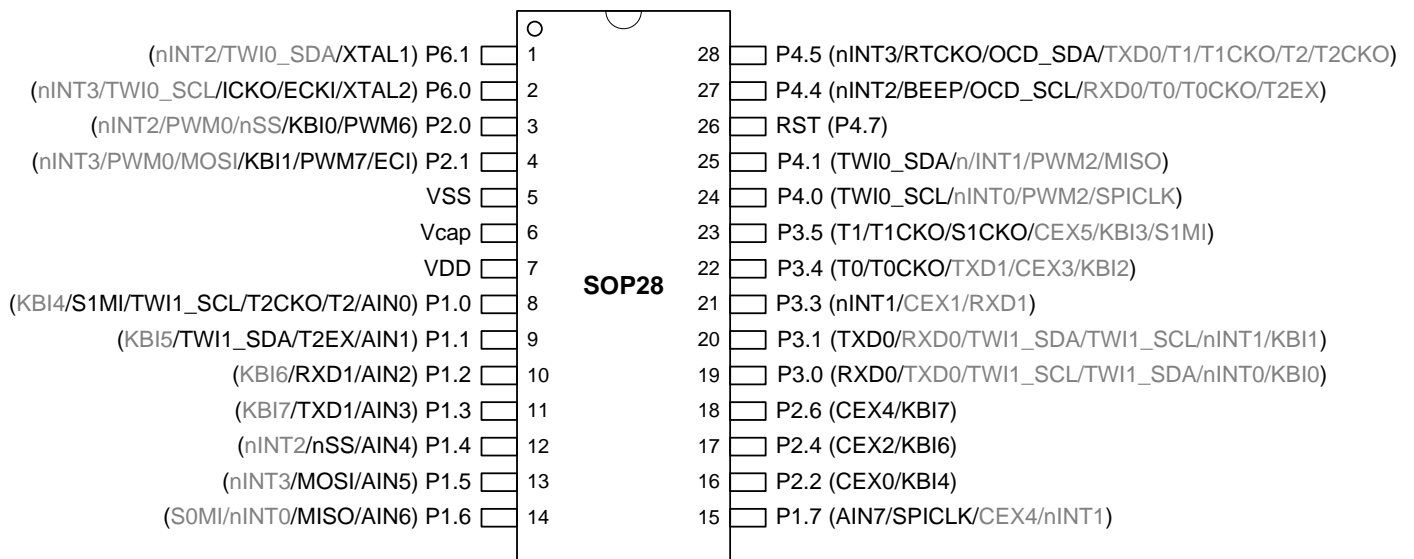 (nINT2/TWI0_SDA/XTAL1) P6.1 1 28 P4.5 (nINT3/RTCKO/OCD_SDA/TXD0/T1/T1CKO/T2/T2CKO)
(nINT3/TWI0_SCL/ICKO/ECKI/XTAL2) P6.0 2 27 P4.4 (nINT2/BEEP/OCD_SCL/RXD0/T0/T0CKO/T2EX)
(nINT2/PWM0/nSS/KBI0/PWM6) P2.0 3 26 RST (P4.7)
(nINT3/PWM0/MOSI/KBI1/PWM7/ECI) P2.1 4 25 P4.1 (TWI0_SDA/n/INT1/PWM2/MISO)
VSS 5 24 P4.0 (TWI0_SCL/nINT0/PWM2/SPICLK)
Vcap 6 23 P3.5 (T1/T1CKO/S1CKO/CEX5/KBI3/S1MI)
VDD 7 22 P3.4 (T0/T0CKO/TXD1/CEX3/KBI2)
SOP28
(KBI4/S1MI/TWI1_SCL/T2CKO/T2/AIN0) P1.0 8 21 P3.3 (nINT1/CEX1/RXD1)
(KBI5/TWI1_SDA/T2EX/AIN1) P1.1 9 20 P3.1 (TXD0/RXD0/TWI1_SDA/TWI1_SCL/nINT1/KBI1)
(KBI6/RXD1/AIN2) P1.2 10 19 P3.0 (RXD0/TXD0/TWI1_SCL/TWI1_SDA/nINT0/KBI0)
(KBI7/TXD1/AIN3) P1.3 11 18 P2.6 (CEX4/KBI7)
(nINT2/nSS/AIN4) P1.4 12 17 P2.4 (CEX2/KBI6)
(nINT3/MOSI/AIN5) P1.5 13 16 P2.2 (CEX0/KBI4)
(S0MI/nINT0/MISO/AIN6) P1.6 14 15 P1.7 (AIN7/SPICLK/CEX4/nINT1)